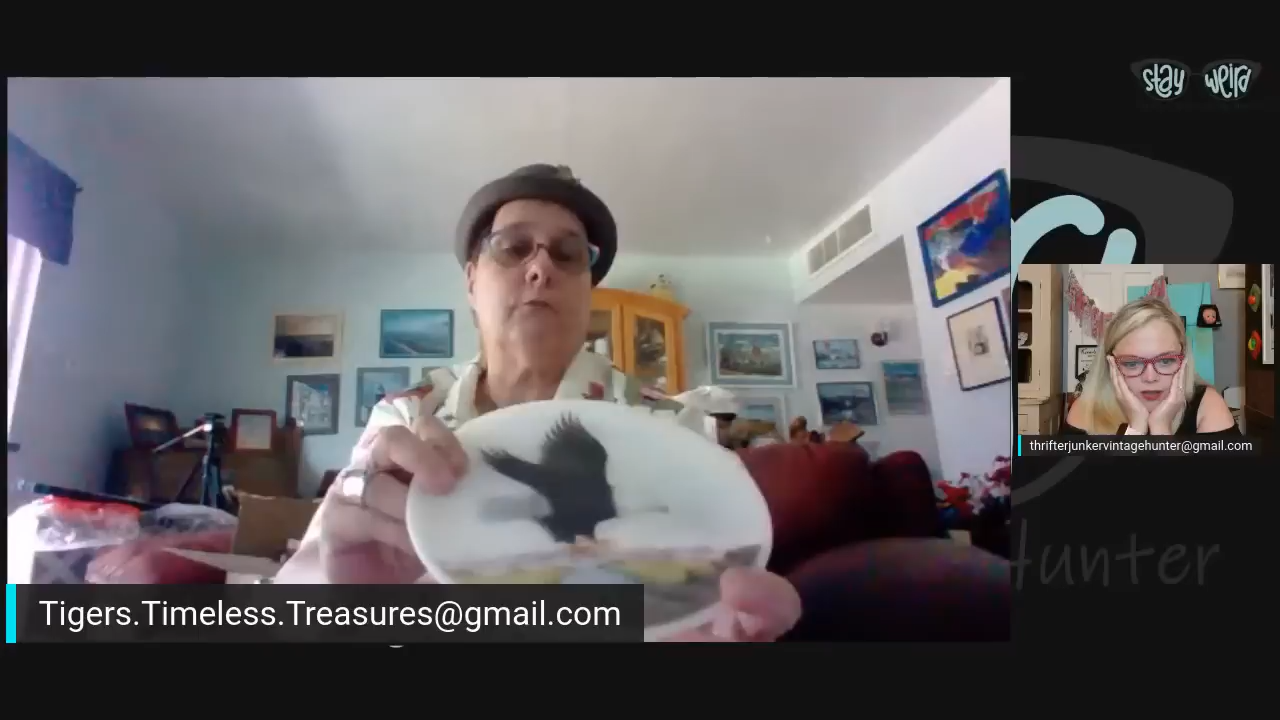 stay weird
thrifterjunkervintagehunter@gmail.com
Hunter
Tigers.Timeless.Treasures@gmail.com